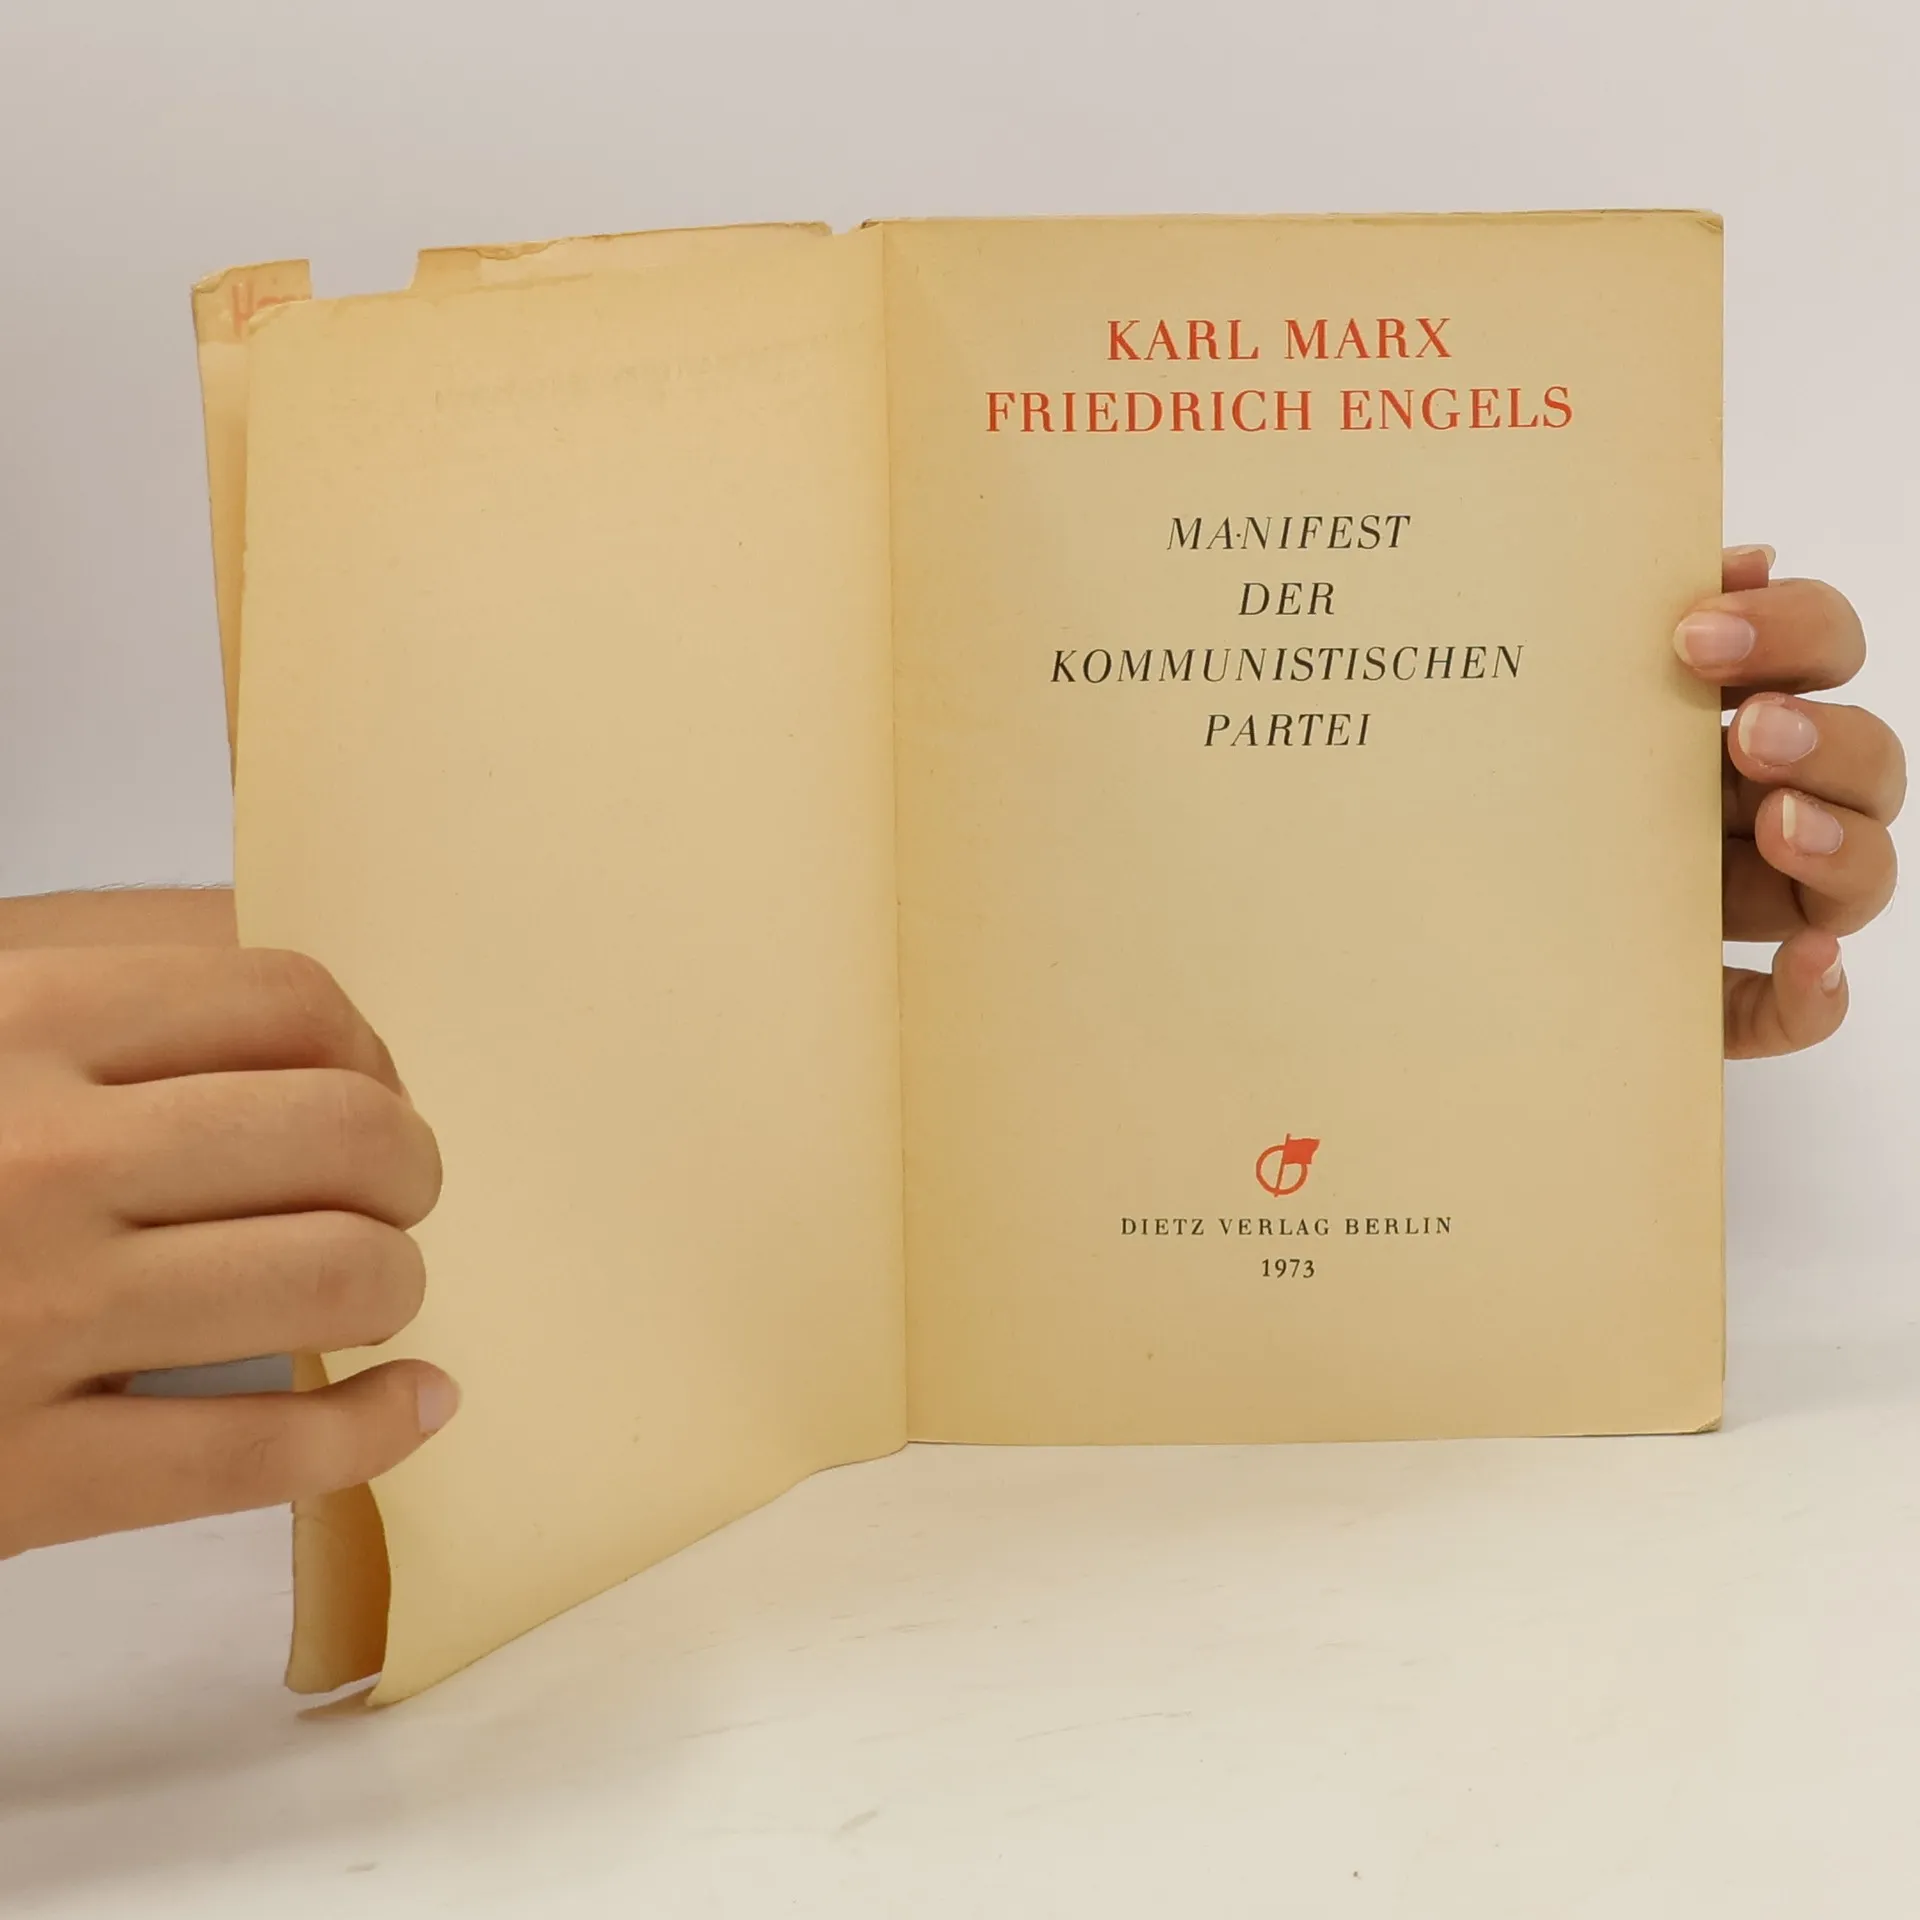 KARL MARX
FRIEDRICH ENGELS
MANIFEST
DER
KOMMUNISTISCHEN
PARTEI
DIETZ VERLAG BERLIN
1973